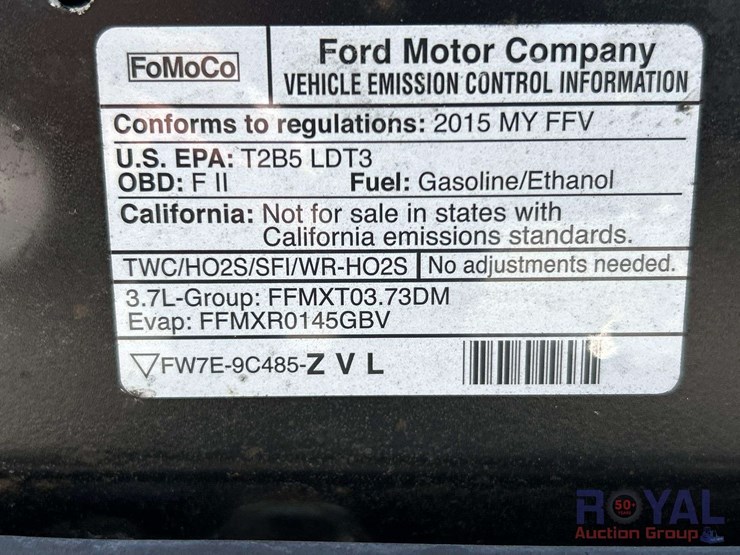 FoMoCo
Ford Motor Company
VEHICLE EMISSION CONTROL INFORMATION
Conforms to regulations: 2015 MY FFV
U.S. EPA: T2B5 LDT3
OBD: F II Fuel: Gasoline/Ethanol
California: Not for sale in states with
California emissions standards.
TWC/HO2S/SFI/WR-HO2S No adjustments needed.
3.7L-Group: FFMXT03.73DM
Evap: FFMXR0145GBV
FW7E-9C485-Z V L
ROYAL
50
Auction Group